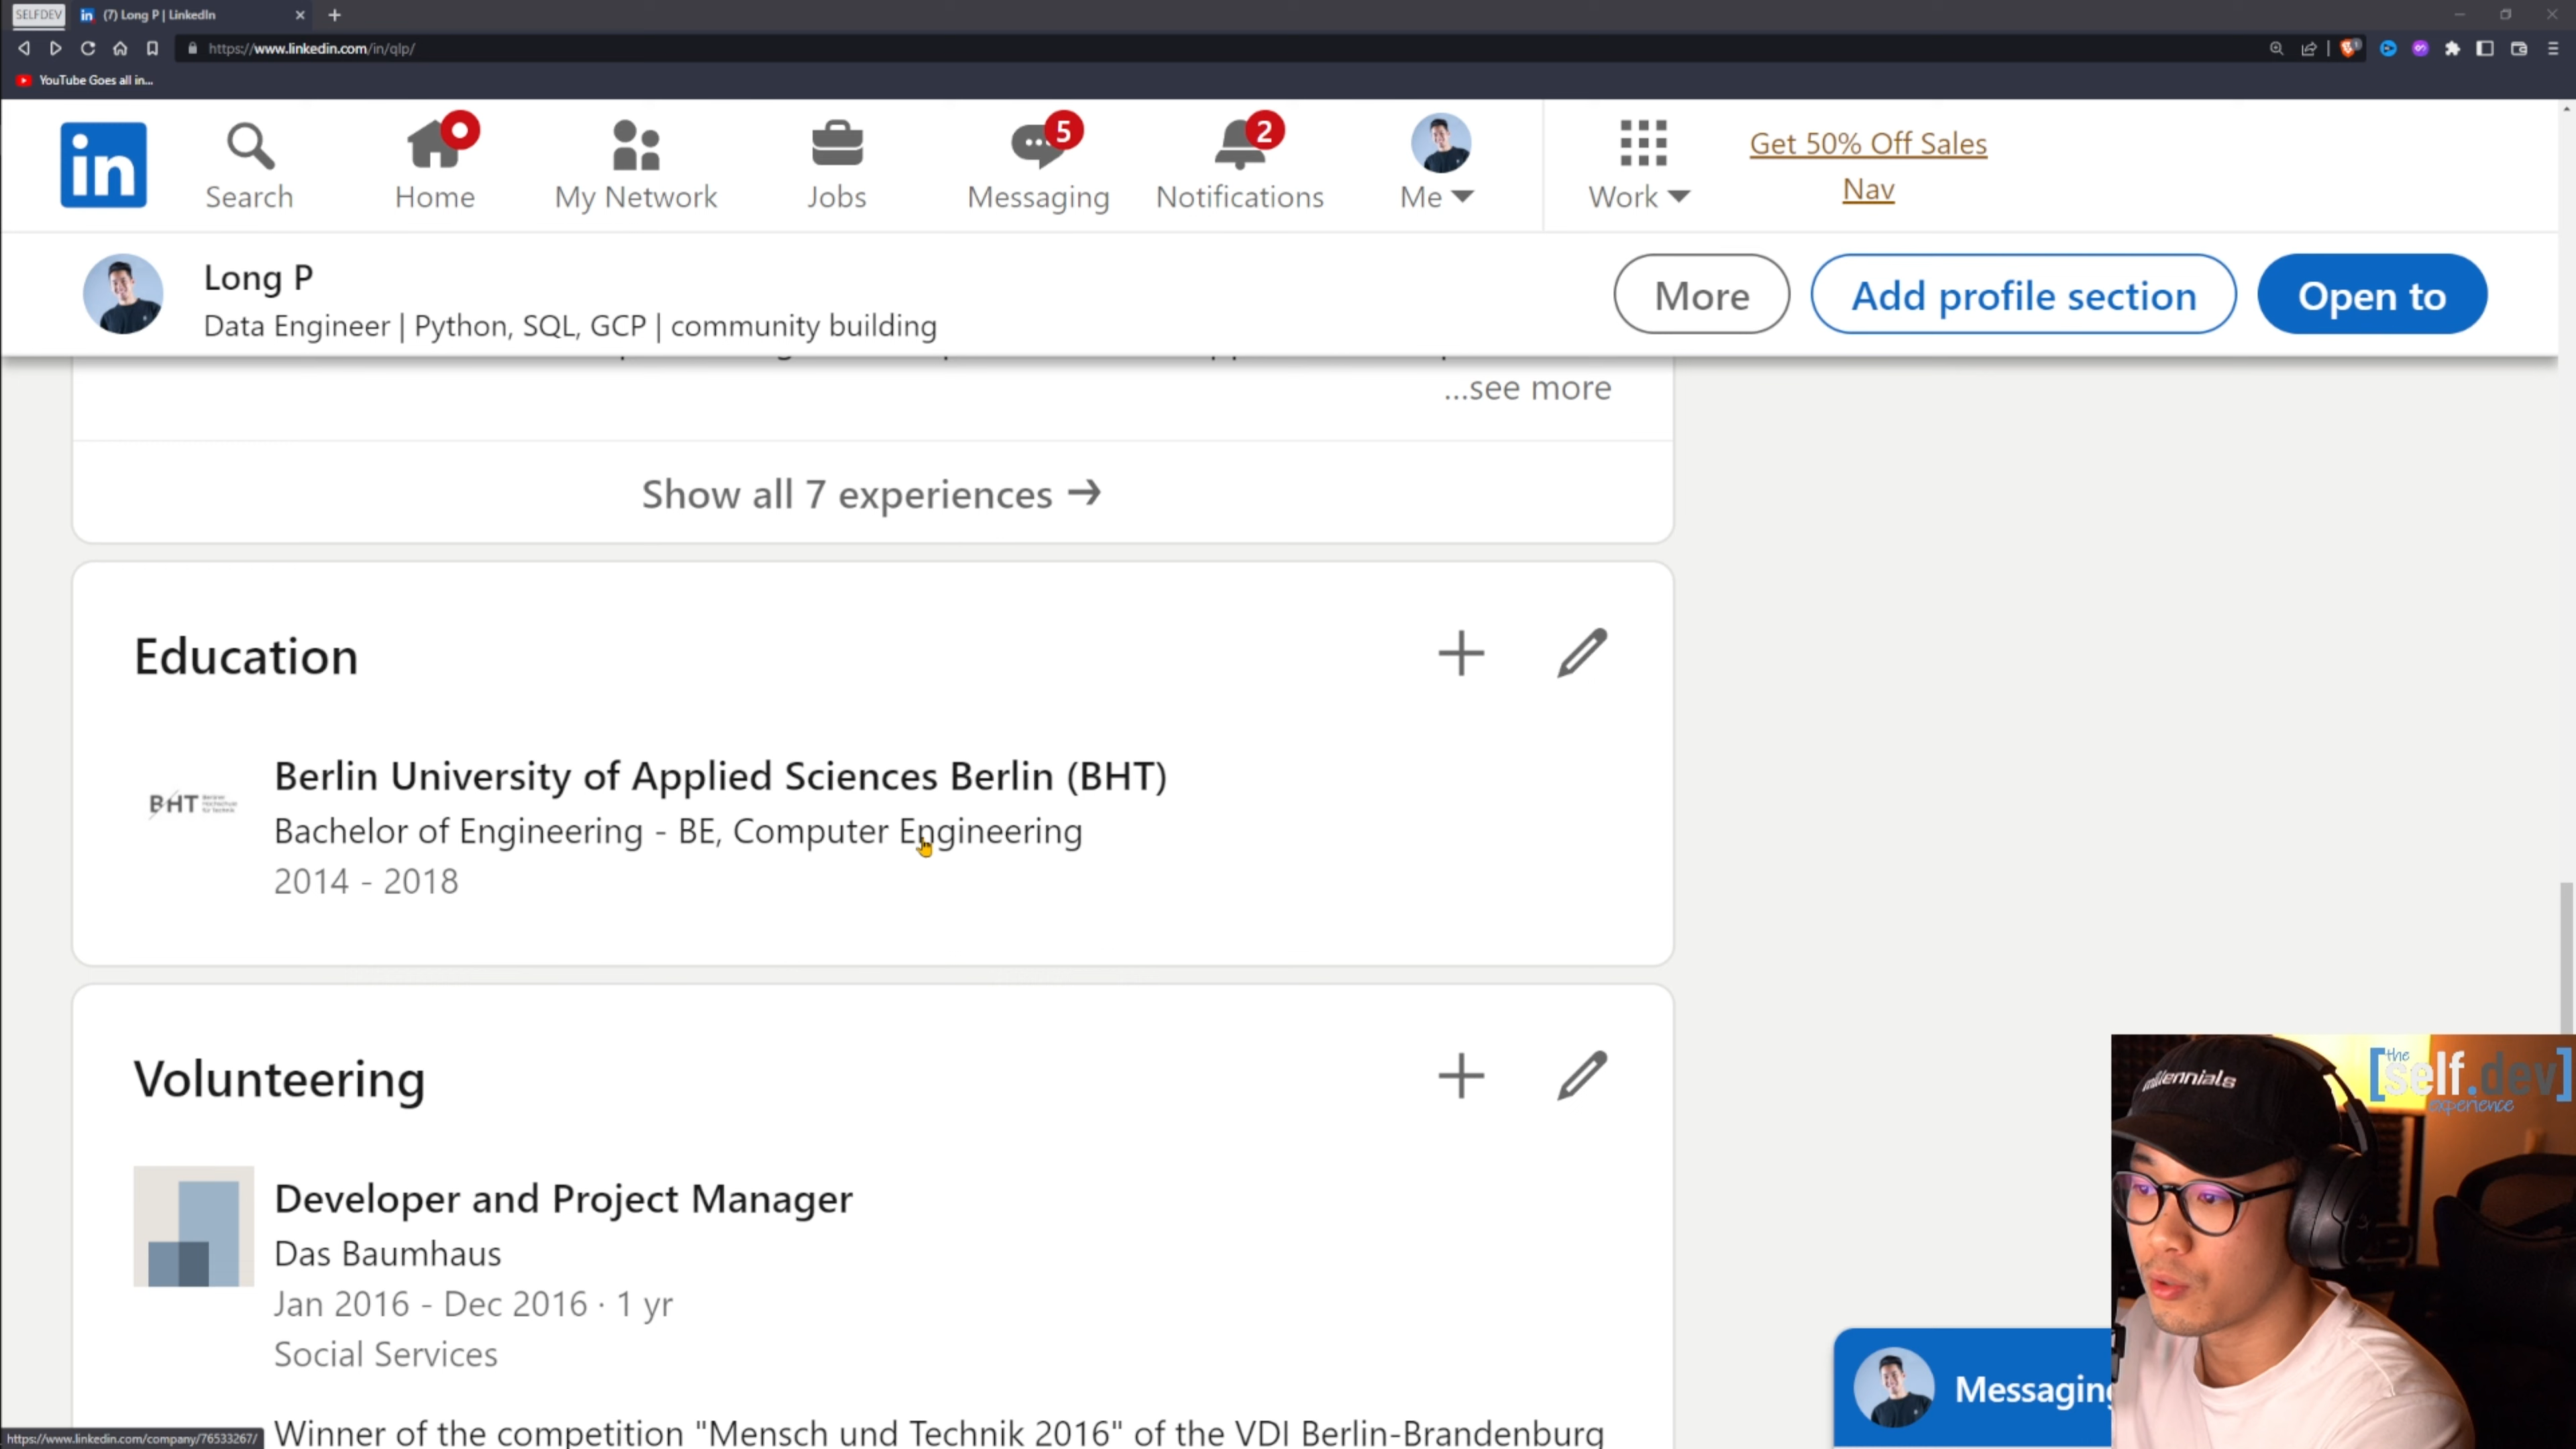 SELFDEV
in (7) Long P | LinkedIn
https://www.linkedin.com/in/qlp/
YouTube Goes all in...
in
Search
Home
My Network
Jobs
5
Messaging
2
Notifications
Me
Work
Get 50% Off Sales
Nav
Long P
Data Engineer | Python, SQL, GCP | community building
More
Add profile section
Open to
...see more
Show all 7 experiences →
Education
BHT
Berlin University of Applied Sciences Berlin (BHT)
Bachelor of Engineering - BE, Computer Engineering
2014 - 2018
Volunteering
Developer and Project Manager
Das Baumhaus
Jan 2016 - Dec 2016 · 1 yr
Social Services
Winner of the competition "Mensch und Technik 2016" of the VDI Berlin-Brandenburg
https://www.linkedin.com/company/76533267/
Messaging
millennials
[the
self.dev]
experience